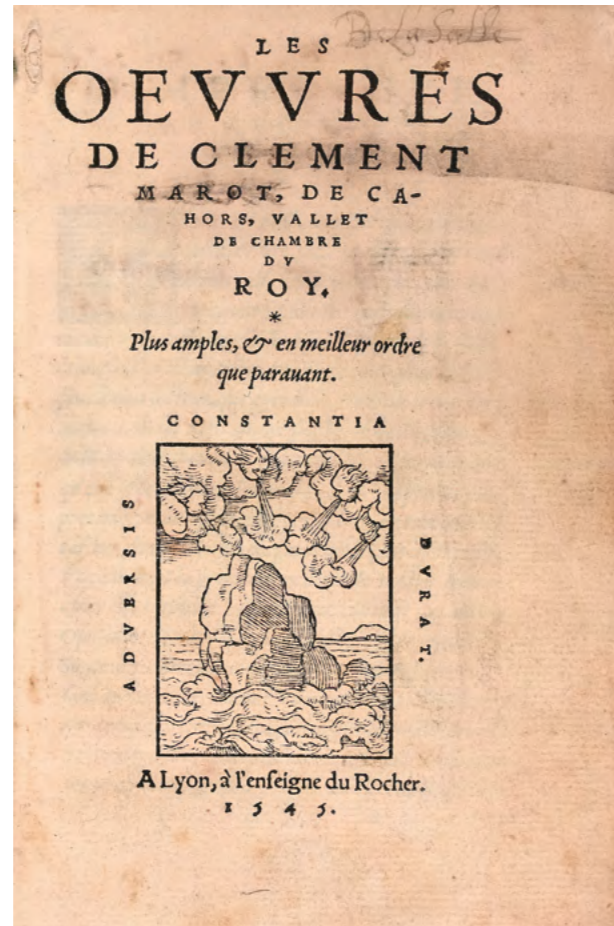 LES
OEVVRES
DE CLEMENT
MAROT, DE CA-
HORS, VALLET
DE CHAMBRE
DV
ROY.
*
Plus amples, & en meilleur ordre
que parauant.
CONSTANTIA
ADVERSIS
DVRAT.
A Lyon, à l'enseigne du Rocher.
1545.